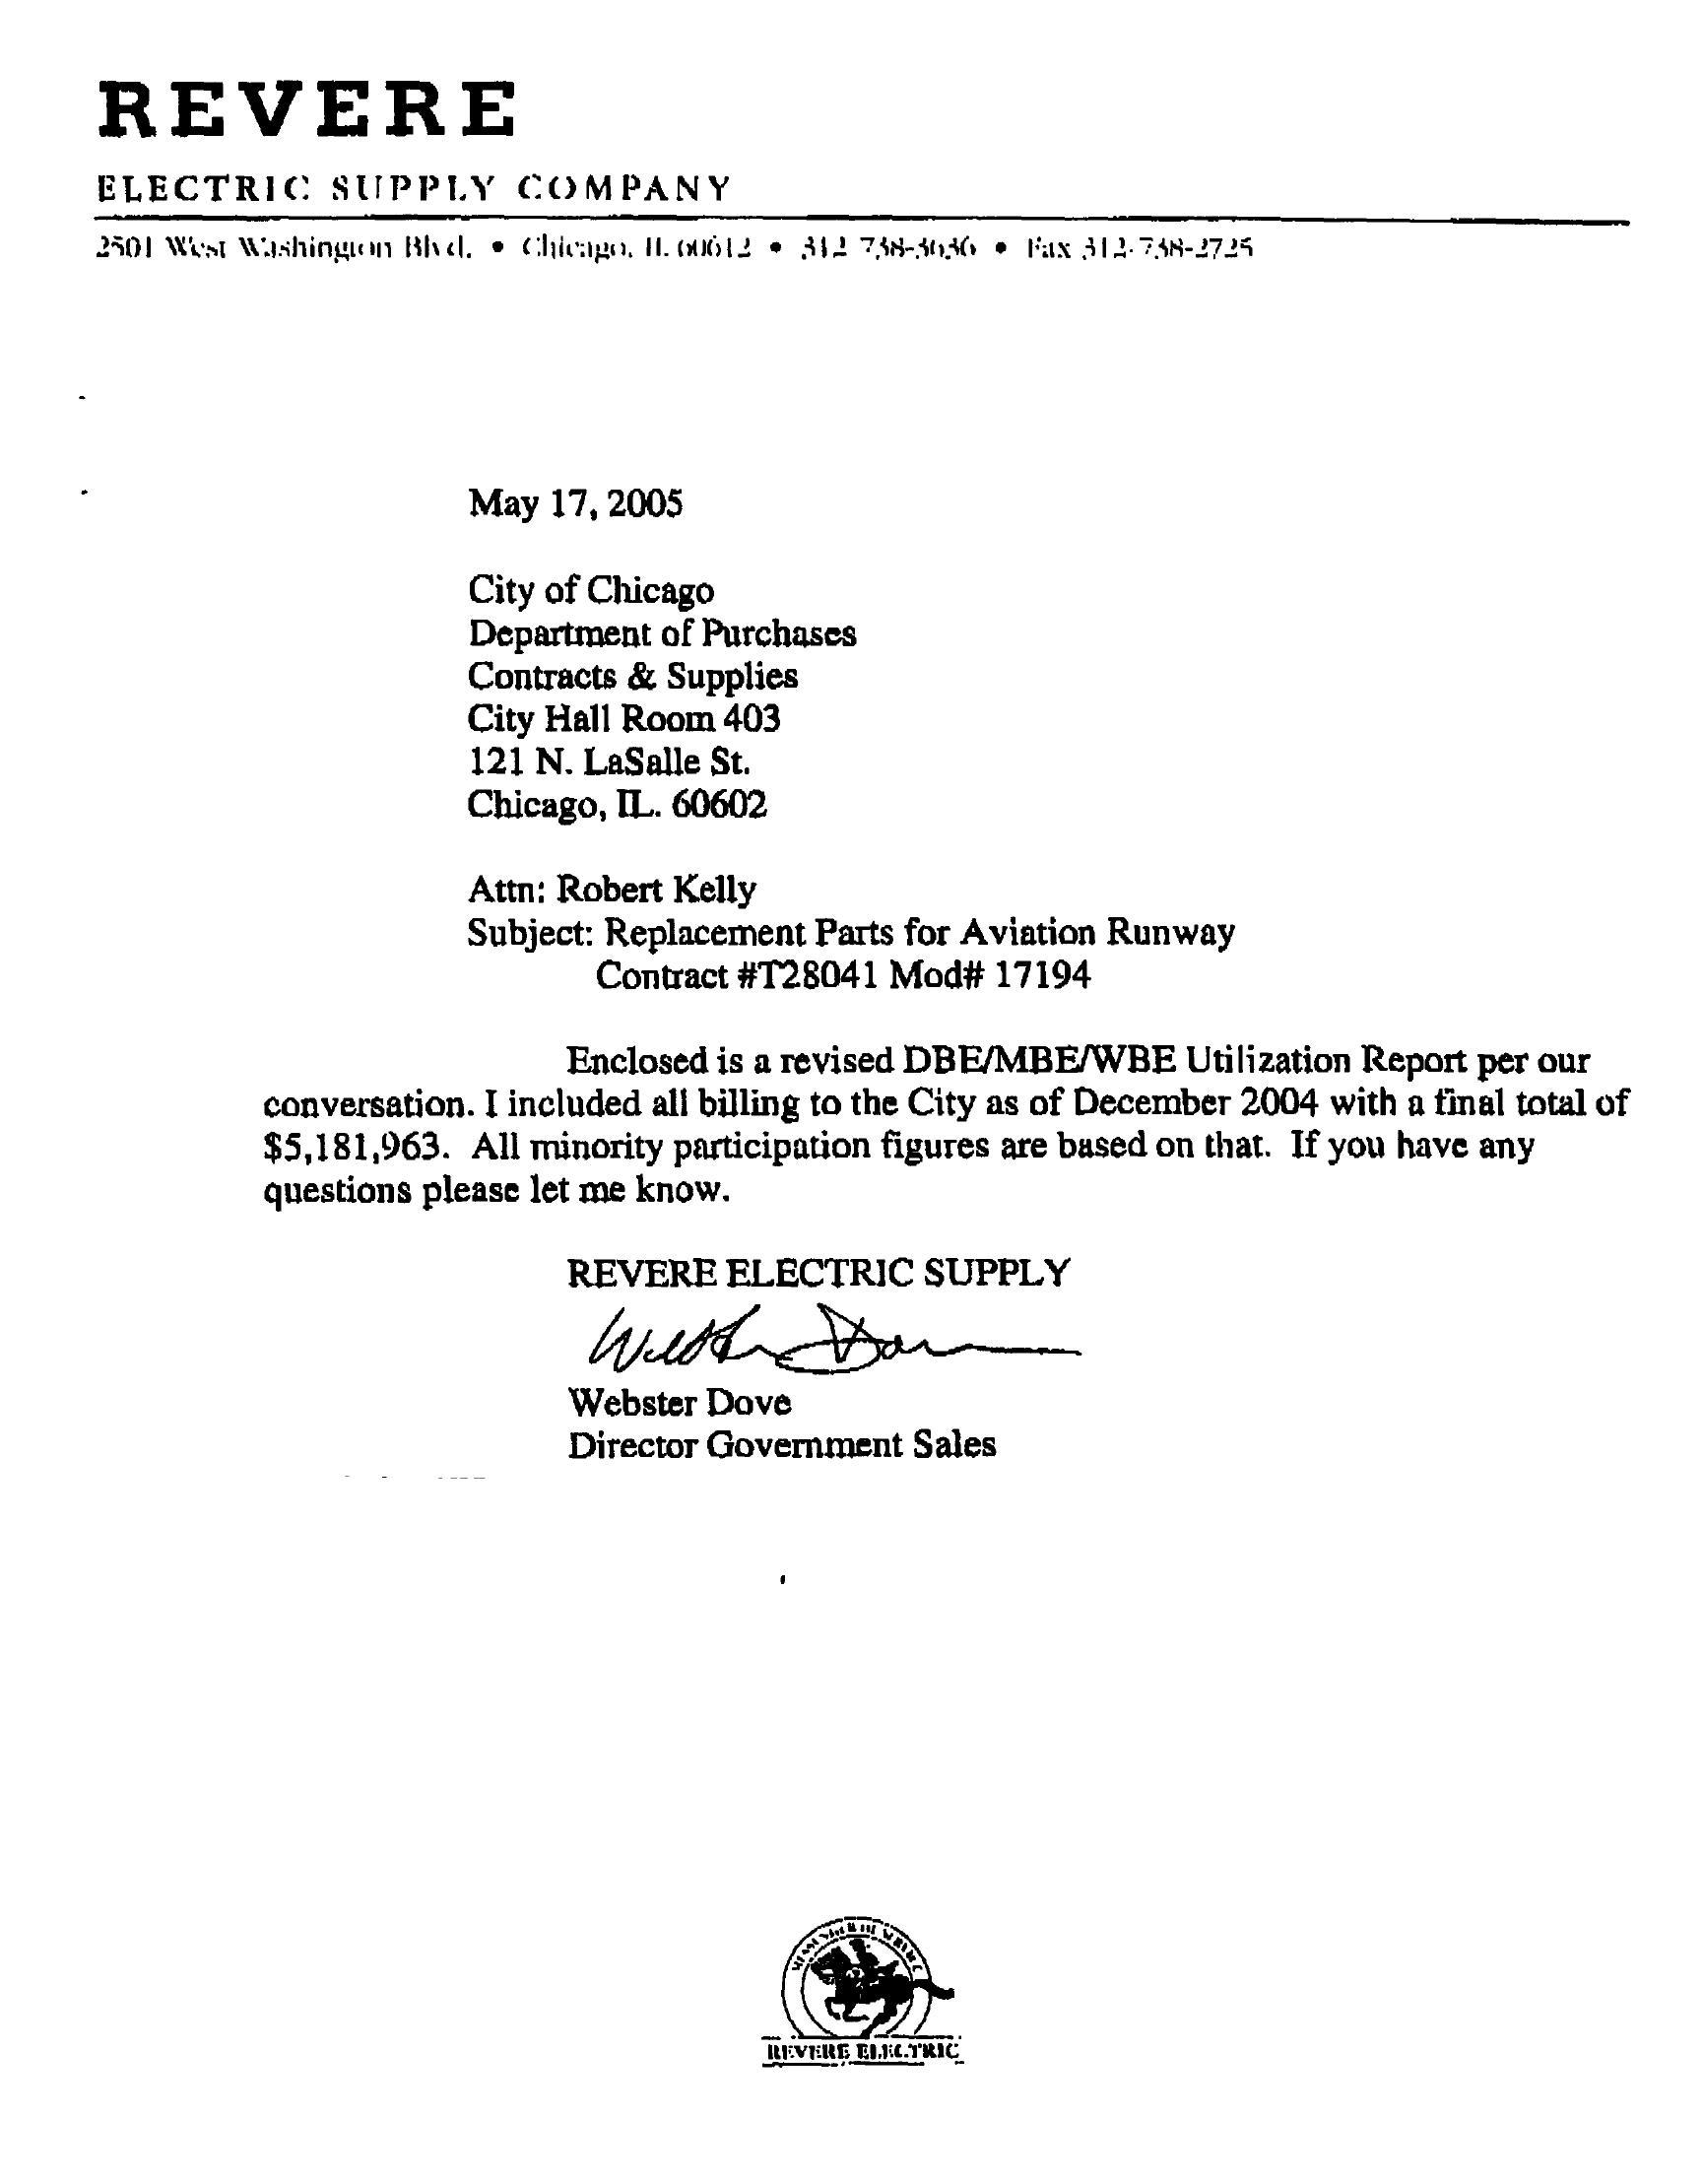 REVERE
ELECTRIC SUPPLY COMPANY
2501 West Washington Blvd. • Chicago, IL 60612 • 312 738-3636 • Fax 312-738-2725
May 17, 2005
City of Chicago
Department of Purchases
Contracts & Supplies
City Hall Room 403
121 N. LaSalle St.
Chicago, IL. 60602
Attn: Robert Kelly
Subject: Replacement Parts for Aviation Runway
Contract #T28041 Mod# 17194
Enclosed is a revised DBE/MBE/WBE Utilization Report per our
conversation. I included all billing to the City as of December 2004 with a final total of
$5,181,963. All minority participation figures are based on that. If you have any
questions please let me know.
REVERE ELECTRIC SUPPLY
Webster Dove
Director Government Sales
REVERE ELECTRIC